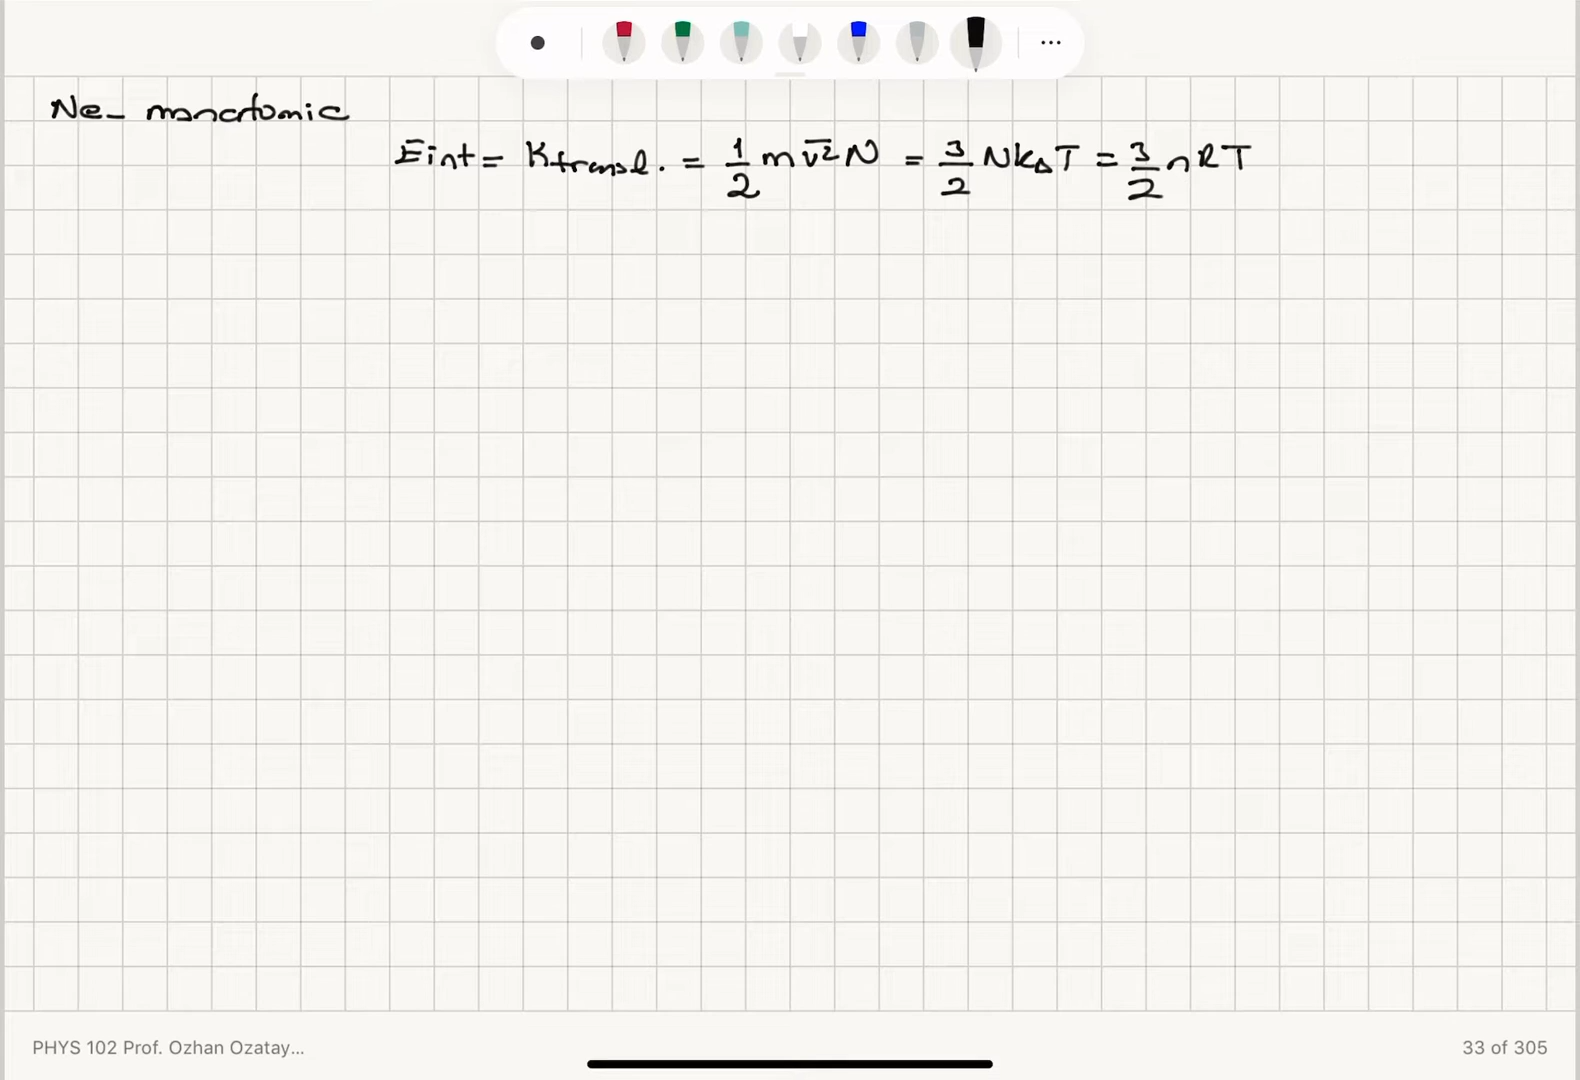 Ne_ monatomic
Eint = Ktransl. = 1/2 m v̅² N = 3/2 NkBT = 3/2 nRT
PHYS 102 Prof. Ozhan Ozatay...
33 of 305